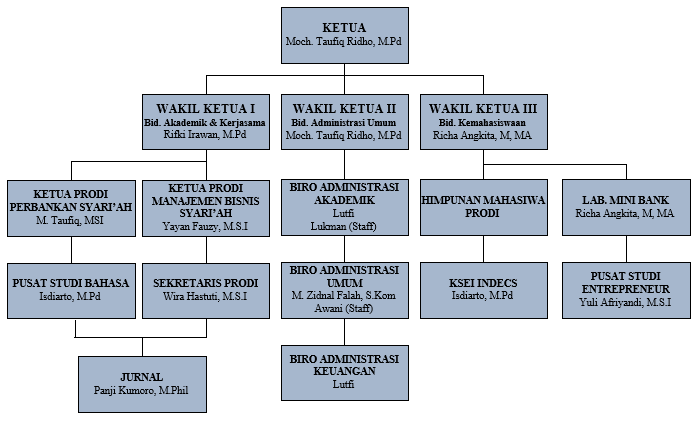 KETUA
Moch. Taufiq Ridho, M.Pd
WAKIL KETUA I
Bid. Akademik & Kerjasama
Rifki Irawan, M.Pd
WAKIL KETUA II
Bid. Administrasi Umum
Moch. Taufiq Ridho, M.Pd
WAKIL KETUA III
Bid. Kemahasiswaan
Richa Angkita, M, MA
KETUA PRODI
PERBANKAN SYARI'AH
M. Taufiq, MSI
KETUA PRODI
MANAJEMEN BISNIS
SYARI'AH
Yayan Fauzy, M.S.I
BIRO ADMINISTRASI
AKADEMIK
Lutfi
Lukman (Staff)
HIMPUNAN MAHASIWA
PRODI
LAB. MINI BANK
Richa Angkita, M, MA
PUSAT STUDI BAHASA
Isdiarto, M.Pd
SEKRETARIS PRODI
Wira Hastuti, M.S.I
BIRO ADMINISTRASI
UMUM
M. Zidnal Falah, S.Kom
Awani (Staff)
KSEI INDECS
Isdiarto, M.Pd
PUSAT STUDI
ENTREPRENEUR
Yuli Afriyandi, M.S.I
JURNAL
Panji Kumoro, M.Phil
BIRO ADMINISTRASI
KEUANGAN
Lutfi